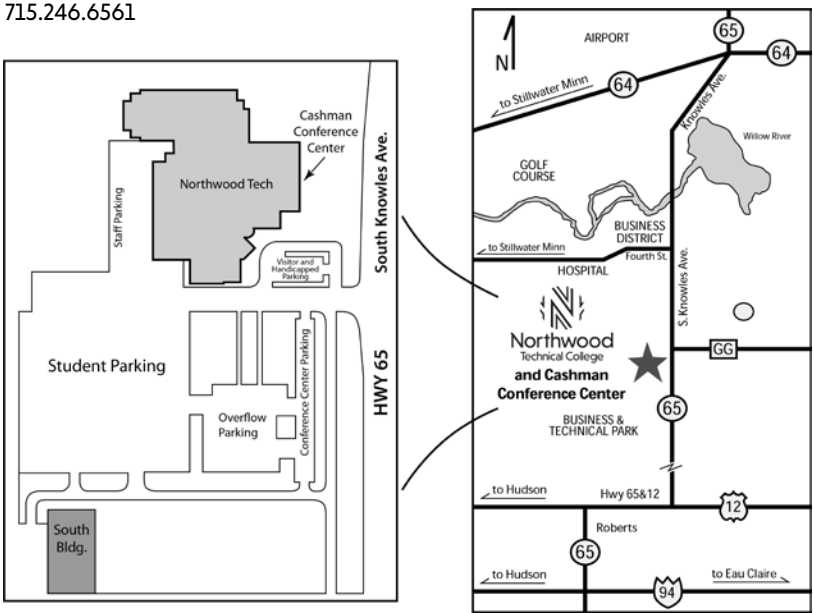 715.246.6561
Cashman
Conference
Center
Northwood Tech
Staff Parking
South Knowles Ave.
Visitor and
Handicapped
Parking
Student Parking
Conference Center Parking
HWY 65
Overflow
Parking
South
Bldg.
65
AIRPORT
N
64
to Stillwater Minn
64
Knowles Ave.
Willow River
GOLF
COURSE
BUSINESS
DISTRICT
to Stillwater Minn
Fourth St.
HOSPITAL
S. Knowles Ave.
Northwood
Technical College
and Cashman
Conference Center
GG
65
BUSINESS &
TECHNICAL PARK
to Hudson
Hwy 65&12
12
Roberts
65
to Hudson
to Eau Claire
94